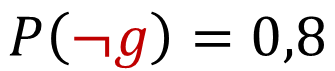 P(¬g) = 0,8